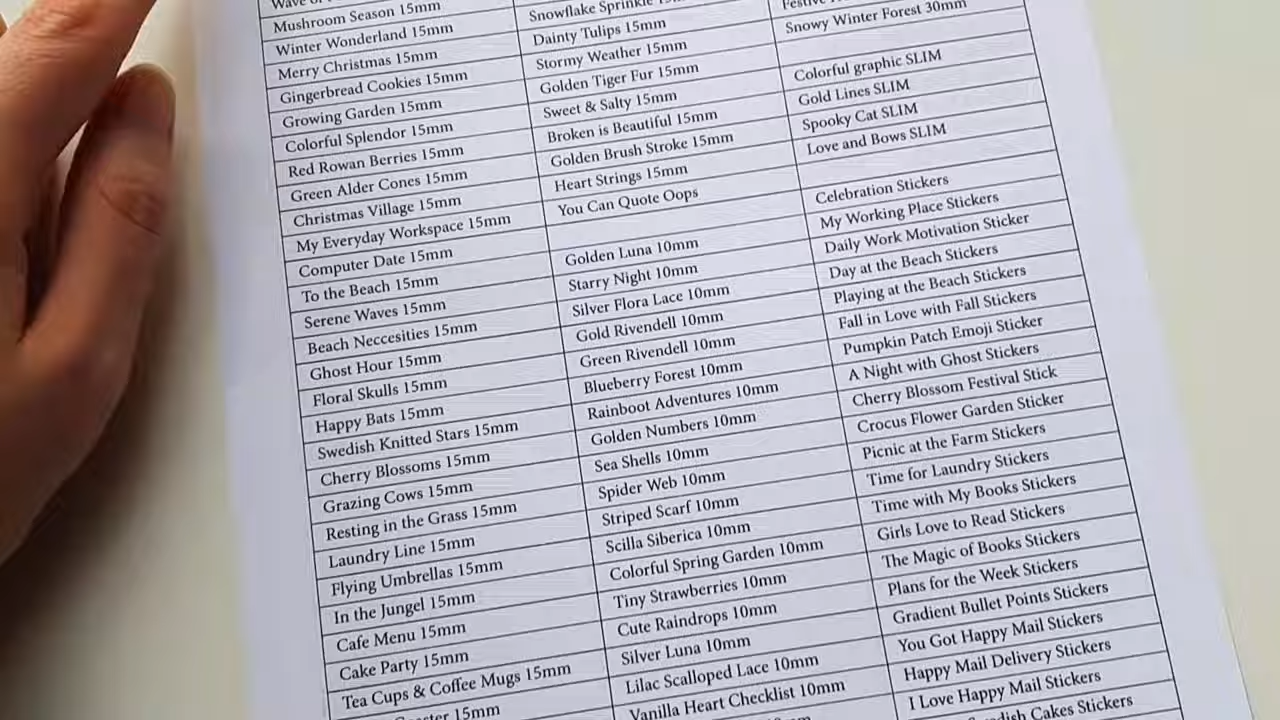 Mushroom Season 15mm
Winter Wonderland 15mm
Merry Christmas 15mm
Gingerbread Cookies 15mm
Growing Garden 15mm
Colorful Splendor 15mm
Red Rowan Berries 15mm
Green Alder Cones 15mm
Christmas Village 15mm
My Everyday Workspace 15mm
Computer Date 15mm
To the Beach 15mm
Serene Waves 15mm
Beach Neccesities 15mm
Ghost Hour 15mm
Floral Skulls 15mm
Happy Bats 15mm
Swedish Knitted Stars 15mm
Cherry Blossoms 15mm
Grazing Cows 15mm
Resting in the Grass 15mm
Laundry Line 15mm
Flying Umbrellas 15mm
In the Jungel 15mm
Cafe Menu 15mm
Cake Party 15mm
Tea Cups & Coffee Mugs 15mm
15mm
Snowflake Sprinkle 15mm
Dainty Tulips 15mm
Stormy Weather 15mm
Golden Tiger Fur 15mm
Sweet & Salty 15mm
Broken is Beautiful 15mm
Golden Brush Stroke 15mm
Heart Strings 15mm
You Can Quote Oops
Golden Luna 10mm
Starry Night 10mm
Silver Flora Lace 10mm
Gold Rivendell 10mm
Green Rivendell 10mm
Blueberry Forest 10mm
Rainboot Adventures 10mm
Golden Numbers 10mm
Sea Shells 10mm
Spider Web 10mm
Striped Scarf 10mm
Scilla Siberica 10mm
Colorful Spring Garden 10mm
Tiny Strawberries 10mm
Cute Raindrops 10mm
Silver Luna 10mm
Lilac Scalloped Lace 10mm
Vanilla Heart Checklist 10mm
Snowy Winter Forest 30mm
Colorful graphic SLIM
Gold Lines SLIM
Spooky Cat SLIM
Love and Bows SLIM
Celebration Stickers
My Working Place Stickers
Daily Work Motivation Sticker
Day at the Beach Stickers
Playing at the Beach Stickers
Fall in Love with Fall Stickers
Pumpkin Patch Emoji Sticker
A Night with Ghost Stickers
Cherry Blossom Festival Stick
Crocus Flower Garden Sticker
Picnic at the Farm Stickers
Time for Laundry Stickers
Time with My Books Stickers
Girls Love to Read Stickers
The Magic of Books Stickers
Plans for the Week Stickers
Gradient Bullet Points Stickers
You Got Happy Mail Stickers
Happy Mail Delivery Stickers
I Love Happy Mail Stickers
Cakes Stickers